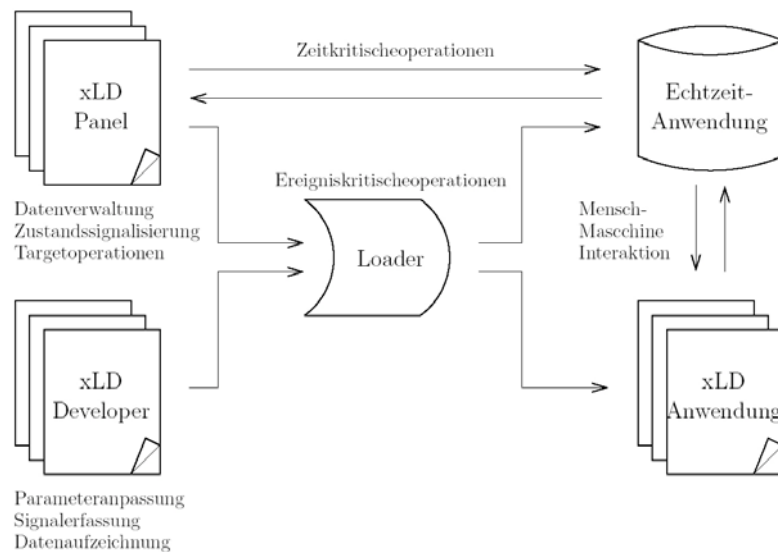 Zeitkritischeoperationen
xLD
Panel
Echtzeit-
Anwendung
Datenverwaltung
Zustandssignalisierung
Targetoperationen
Ereigniskritischeoperationen
Loader
Mensch-
Mascchine
Interaktion
xLD
Developer
xLD
Anwendung
Parameteranpassung
Signalerfassung
Datenaufzeichnung